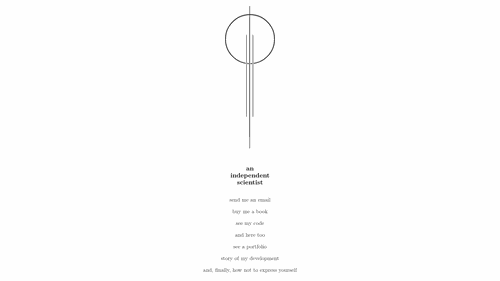 an
independent
scientist
send me an email
buy me a book
see my code
and here too
see a portfolio
story of my development
and, finally, how not to express yourself